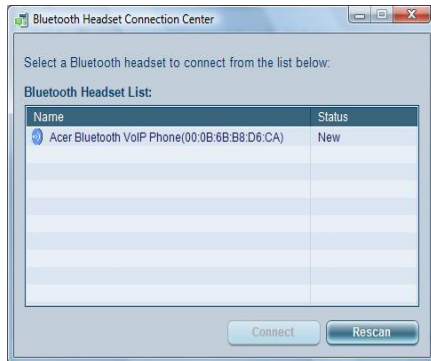 Bluetooth Headset Connection Center
Select a Bluetooth headset to connect from the list below:
Bluetooth Headset List:
Name Status
Acer Bluetooth VoIP Phone(00:0B:6B:B8:D6:CA) New
Connect Rescan